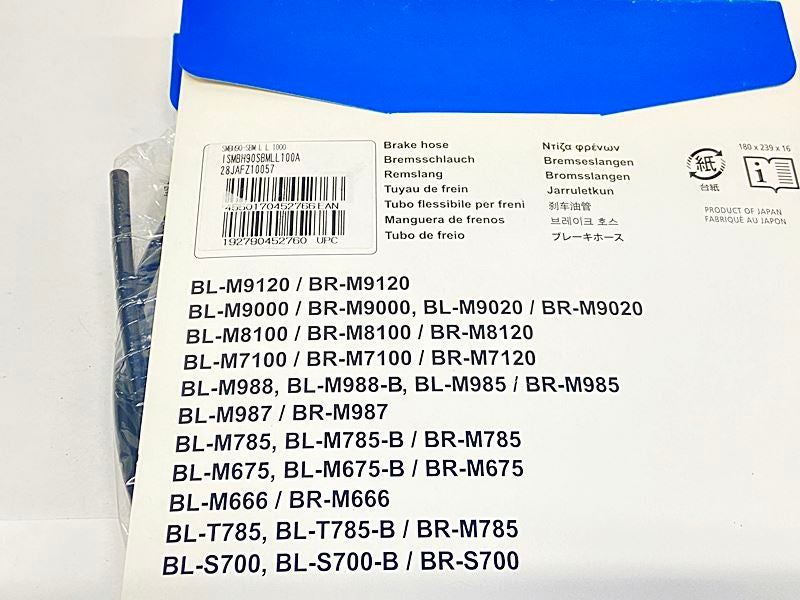 SMBH90-SBM L L 1000
ISMBH90SBMLL100A
28JAFZ10057
4550170452766 EAN
192790452760 UPC
Brake hose
Bremsschlauch
Remslang
Tuyau de frein
Tubo flessibile per freni
Manguera de frenos
Tubo de freio
Ντίζα φρένων
Bremseslangen
Bromsslangen
Jarruletkun
刹车油管
브레이크 호스
ブレーキホース
紙
台紙
180 x 239 x 16
PRODUCT OF JAPAN
FABRIQUÉ AU JAPON
BL-M9120 / BR-M9120
BL-M9000 / BR-M9000, BL-M9020 / BR-M9020
BL-M8100 / BR-M8100 / BR-M8120
BL-M7100 / BR-M7100 / BR-M7120
BL-M988, BL-M988-B, BL-M985 / BR-M985
BL-M987 / BR-M987
BL-M785, BL-M785-B / BR-M785
BL-M675, BL-M675-B / BR-M675
BL-M666 / BR-M666
BL-T785, BL-T785-B / BR-M785
BL-S700, BL-S700-B / BR-S700